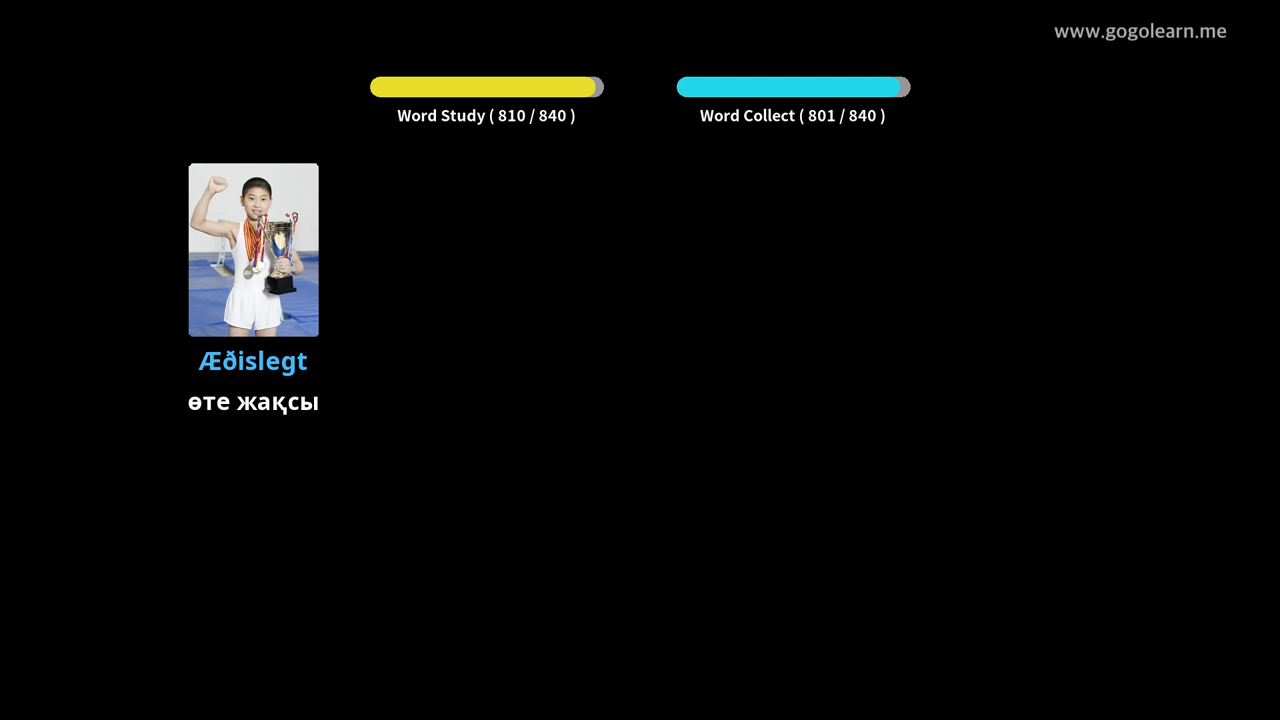 www.gogolearn.me
Word Study ( 810 / 840 )
Word Collect ( 801 / 840 )
Æðislegt
өте жақсы